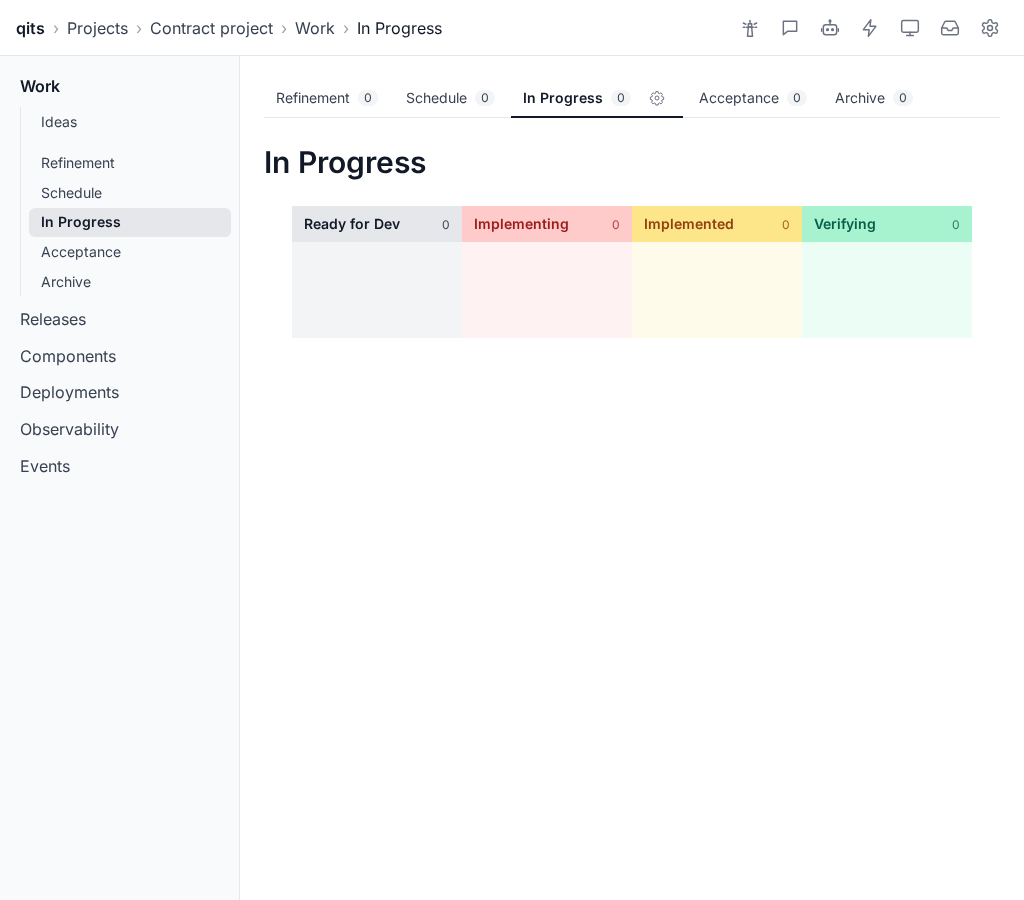 qits › Projects › Contract project › Work › In Progress
Work
Ideas
Refinement
Schedule
In Progress
Acceptance
Archive
Releases
Components
Deployments
Observability
Events
Refinement 0 Schedule 0 In Progress 0 Acceptance 0 Archive 0
In Progress
Ready for Dev 0 Implementing 0 Implemented 0 Verifying 0